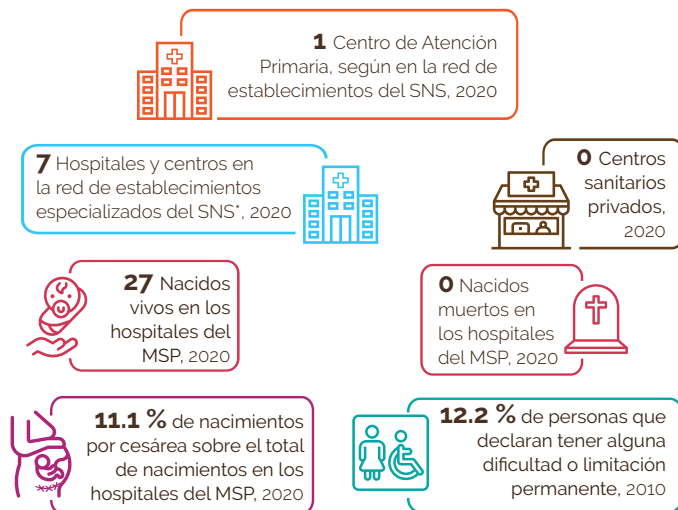 1 Centro de Atención
Primaria, según en la red de
establecimientos del SNS, 2020
7 Hospitales y centros en
la red de establecimientos
especializados del SNS*, 2020
0 Centros
sanitarios
privados,
2020
27 Nacidos
vivos en los
hospitales del
MSP, 2020
0 Nacidos
muertos en
los hospitales
del MSP, 2020
11.1 % de nacimientos
por cesárea sobre el total
de nacimientos en los
hospitales del MSP, 2020
12.2 % de personas que
declaran tener alguna
dificultad o limitación
permanente, 2010